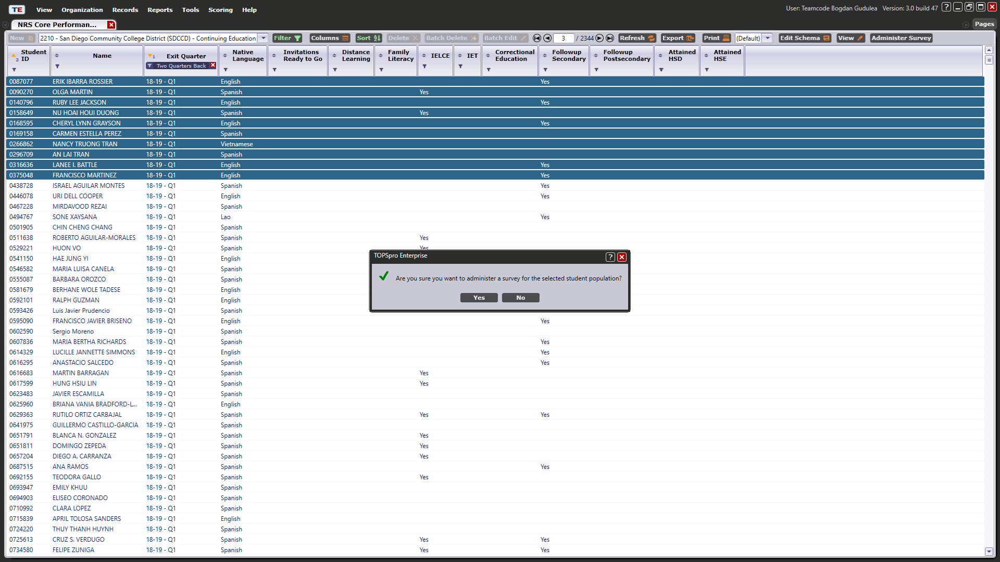 TE View Organization Records Reports Tools Scoring Help User: Teamcode Bogdan Gudulea Version: 3.0 build 47 ?
NRS Core Performan... Pages
New 2210 - San Diego Community College District (SDCCD) - Continuing Education Filter Columns Sort Delete Batch Delete Batch Edit 3 / 2344 Refresh Export Print (Default) Edit Schema View Administer Survey
Student ID 2 Name 1 Exit Quarter Two Quarters Back Native Language Invitations Ready to Go Distance Learning Family Literacy IELCE IET Correctional Education Followup Secondary Followup Postsecondary Attained HSD Attained HSE
0087077 ERIK IBARRA ROSSIER 18-19 - Q1 English Yes
0090270 OLGA MARTIN 18-19 - Q1 Spanish Yes
0140796 RUBY LEE JACKSON 18-19 - Q1 English Yes
0158649 NU HOAI HOUI DUONG 18-19 - Q1 Spanish Yes
0168595 CHERYL LYNN GRAYSON 18-19 - Q1 English Yes
0169158 CARMEN ESTELLA PEREZ 18-19 - Q1 Spanish
0266862 NANCY TRUONG TRAN 18-19 - Q1 Vietnamese
0296709 AN LAI TRAN 18-19 - Q1 Spanish
0316636 LANEE I. BATTLE 18-19 - Q1 English Yes
0375048 FRANCISCO MARTINEZ 18-19 - Q1 English Yes
0438728 ISRAEL AGUILAR MONTES 18-19 - Q1 Spanish Yes
0446078 URI DELL COOPER 18-19 - Q1 English Yes
0467228 MIRDAVOOD REZAI 18-19 - Q1 Spanish
0494767 SONE XAYSANA 18-19 - Q1 Lao Yes
0501905 CHIN CHENG CHANG 18-19 - Q1 Spanish
0511638 ROBERTO AGUILAR-MORALES 18-19 - Q1 Spanish Yes
0529221 HUON VO 18-19 - Q1 Spanish Yes
0541150 HAE JUNG YI 18-19 - Q1 English
0546582 MARIA LUISA CANELA 18-19 - Q1 Spanish
0555087 BARBARA OROZCO 18-19 - Q1 Spanish
0581679 BERHANE WOLE TADESE 18-19 - Q1 English
0592101 RALPH GUZMAN 18-19 - Q1 English
0593426 Luis Javier Prudencio 18-19 - Q1 Spanish
0595090 FRANCISCO JAVIER BRISENO 18-19 - Q1 English Yes
0602590 Sergio Moreno 18-19 - Q1 Spanish
0607836 MARIA BERTHA RICHARDS 18-19 - Q1 Spanish Yes
0614329 LUCILLE JANNETTE SIMMONS 18-19 - Q1 English Yes
0616295 ANASTACIO SALCEDO 18-19 - Q1 Spanish Yes
0616683 MARTIN BARRAGAN 18-19 - Q1 Spanish Yes
0617599 HUNG HSIU LIN 18-19 - Q1 Spanish Yes
0623483 JAVIER ESCAMILLA 18-19 - Q1 Spanish
0625960 BRIANA VANIA BRADFORD-L... 18-19 - Q1 English
0629363 RUTILO ORTIZ CARBAJAL 18-19 - Q1 Spanish Yes Yes
0641975 GUILLERMO CASTILLO-GARCIA 18-19 - Q1 Spanish
0651791 BLANCA N. GONZALEZ 18-19 - Q1 Spanish Yes
0651811 DOMINGO ZEPEDA 18-19 - Q1 Spanish Yes
0657204 DIEGO A. CARRANZA 18-19 - Q1 Spanish Yes
0687515 ANA RAMOS 18-19 - Q1 Spanish Yes
0692155 TEODORA GALLO 18-19 - Q1 Spanish Yes
0693947 EMILY KHUU 18-19 - Q1 Spanish
0694903 ELISEO CORONADO 18-19 - Q1 Spanish
0710992 CLARA LOPEZ 18-19 - Q1 Spanish
0715839 APRIL TOLOSA SANDERS 18-19 - Q1 English
0724220 THUY THANH HUYNH 18-19 - Q1 Spanish
0725613 CRUZ S. VERDUGO 18-19 - Q1 Spanish Yes Yes
0734580 FELIPE ZUNIGA 18-19 - Q1 Spanish Yes Yes
TOPSpro Enterprise ?
Are you sure you want to administer a survey for the selected student population?
Yes No